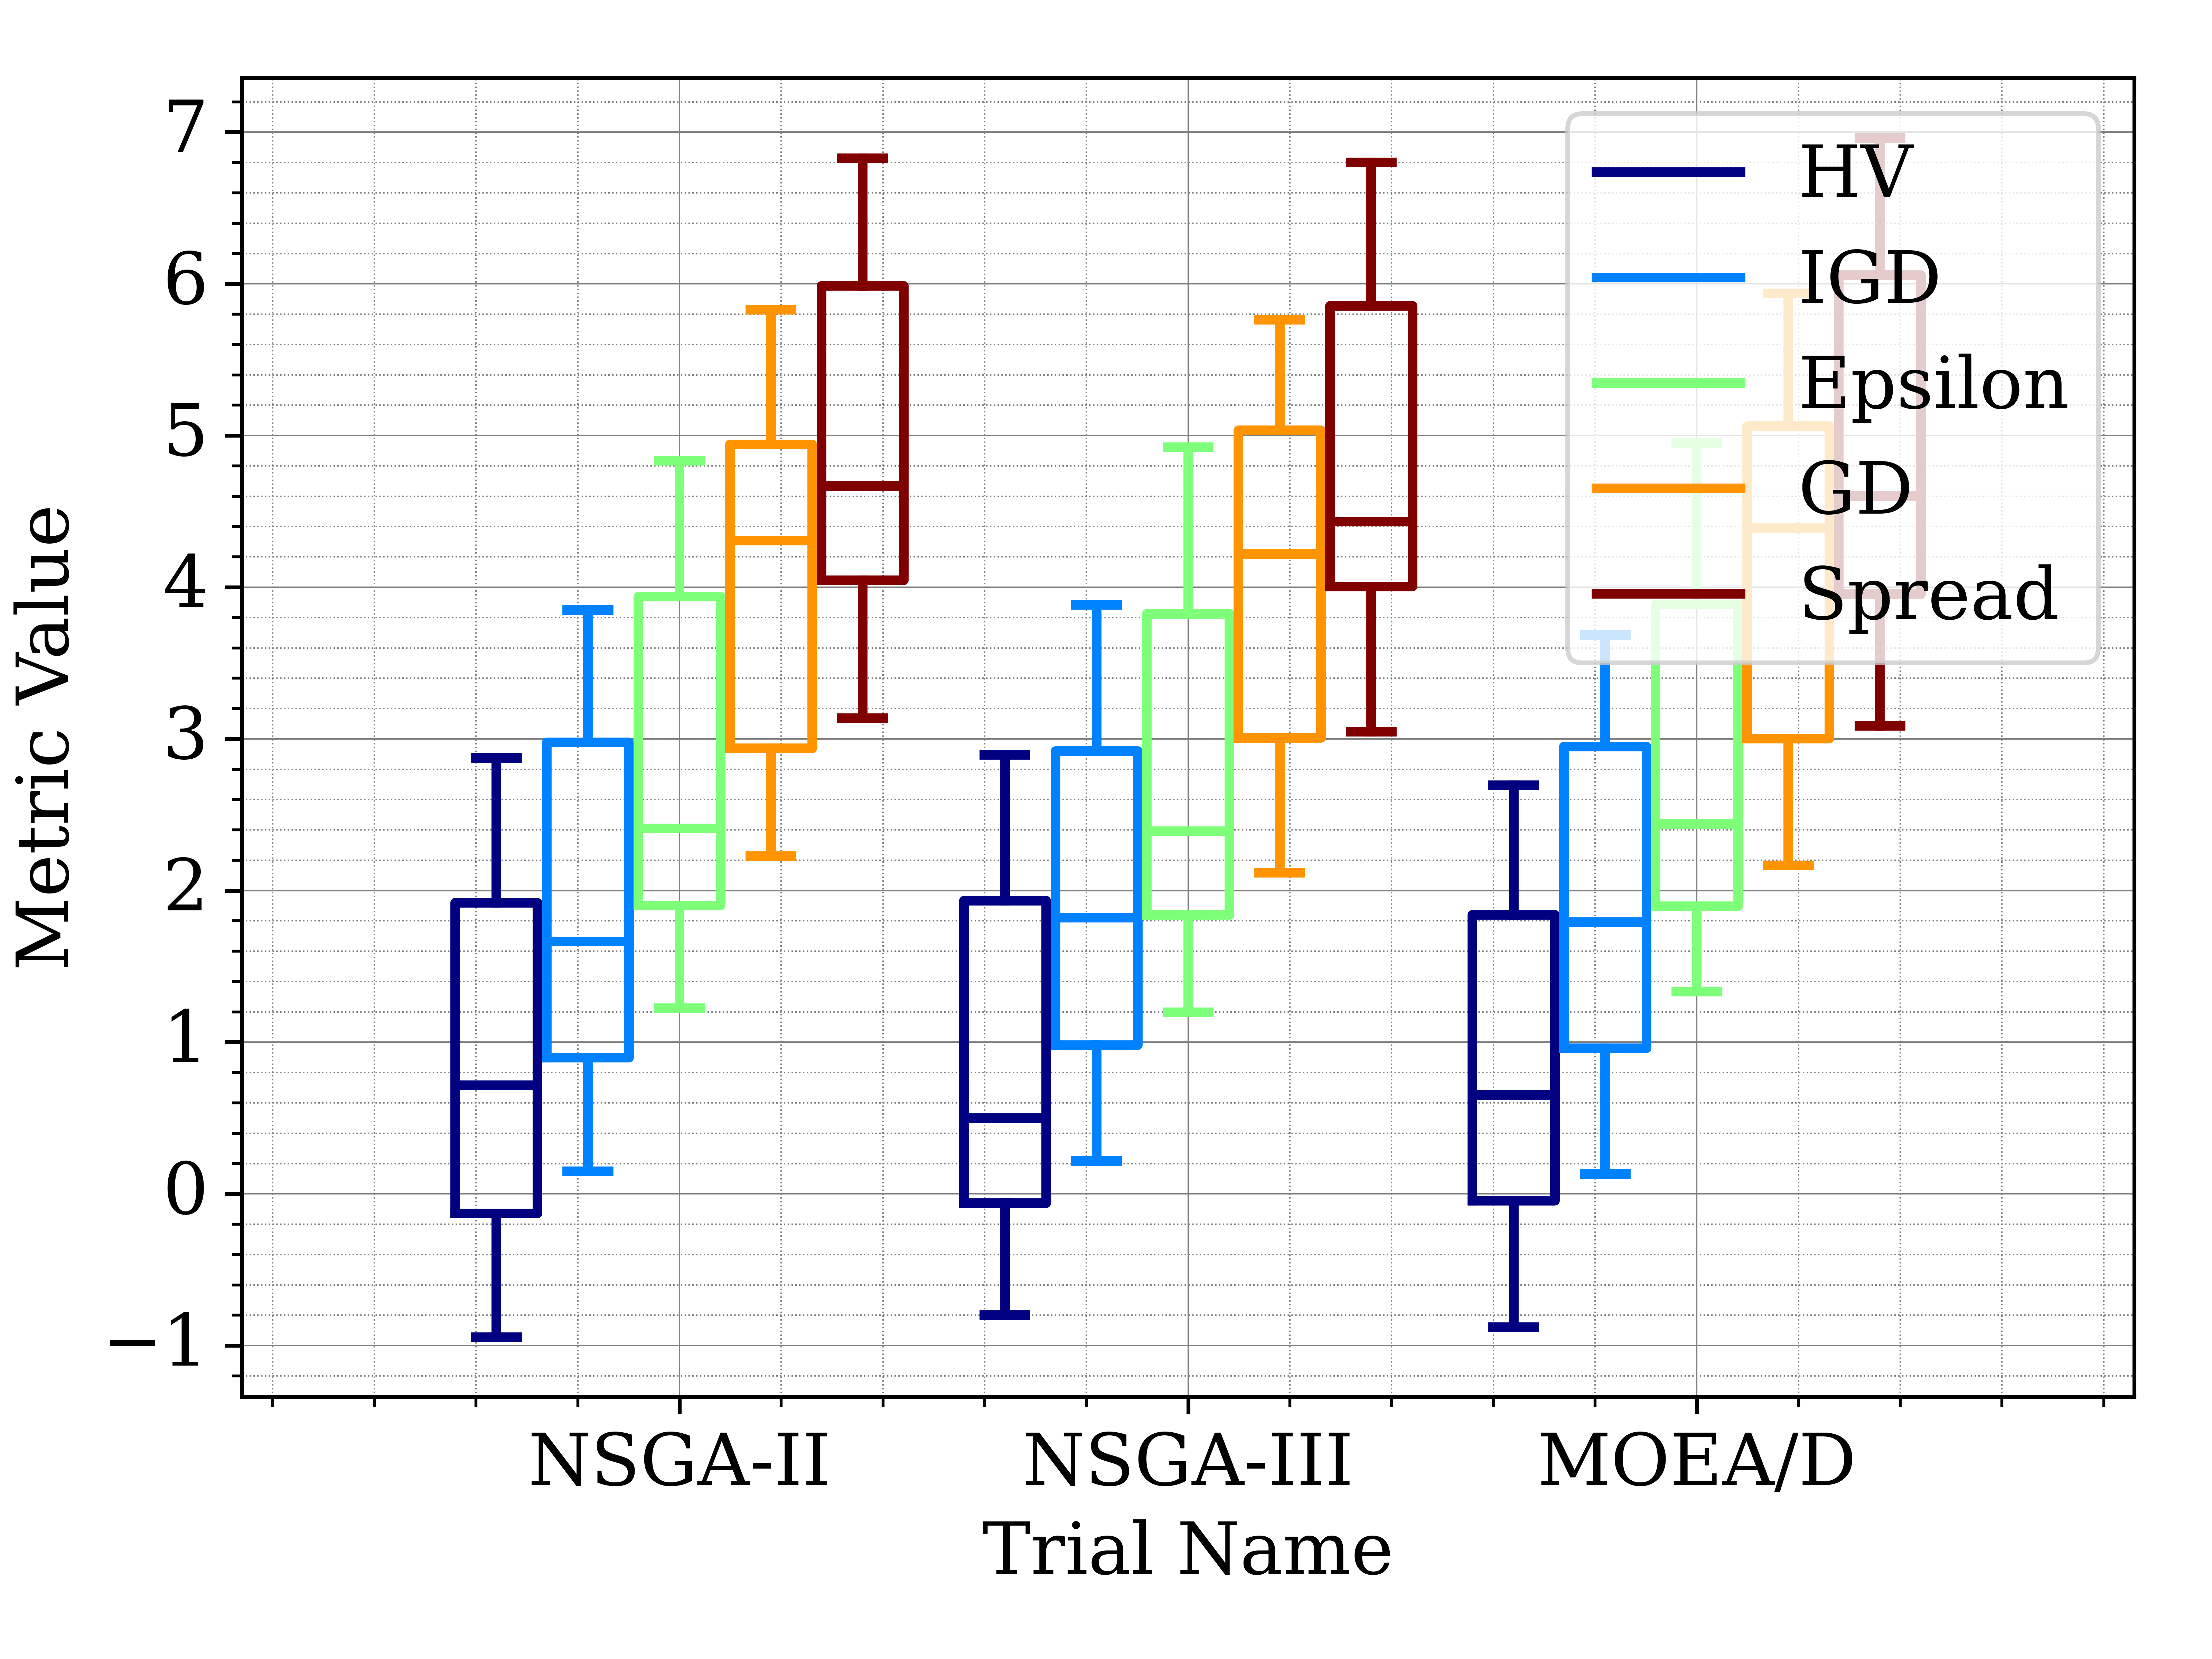 7
6
5
4
3
2
1
0
−1
Metric Value
HV
IGD
Epsilon
GD
Spread
NSGA-II
NSGA-III
MOEA/D
Trial Name